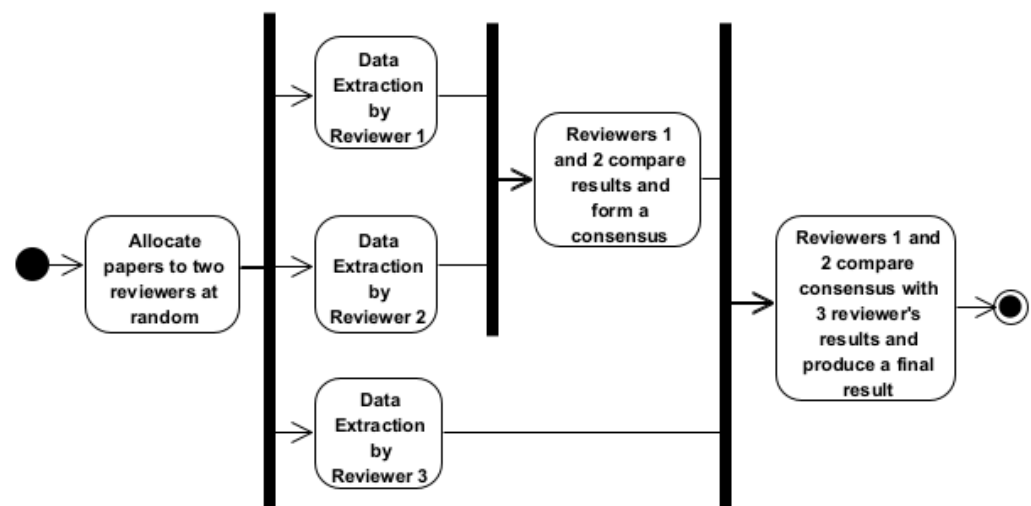 Allocate
papers to two
reviewers at
random
Data
Extraction
by
Reviewer 1
Data
Extraction
by
Reviewer 2
Data
Extraction
by
Reviewer 3
Reviewers 1
and 2 compare
results and
form a
consensus
Reviewers 1 and
2 compare
consensus with
3 reviewer's
results and
produce a final
result